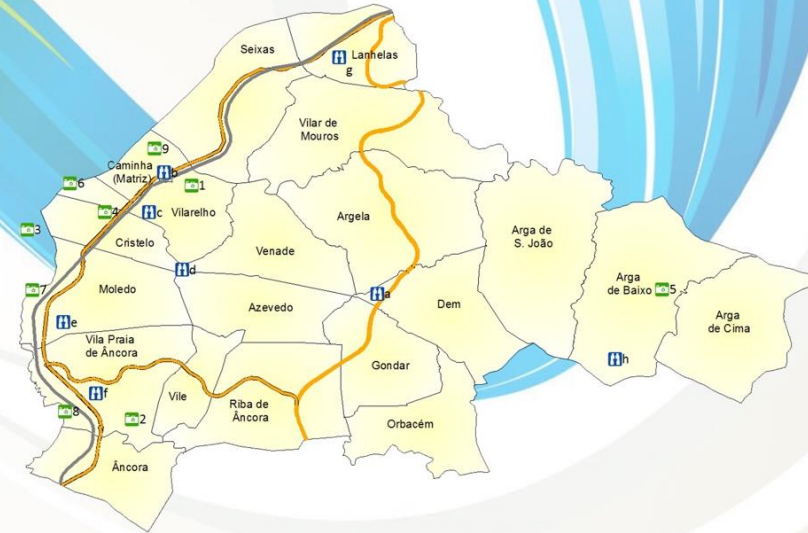 Seixas
Lanhelas
g
Vilar de
Mouros
9
Caminha
(Matriz)
b
6
1
4
c
Vilarelho
3
Cristelo
Argela
Arga de
S. João
Venade
d
Arga
de Baixo
5
7
Moledo
a
Azevedo
Dem
Arga
de Cima
e
Vila Praia
de Âncora
Gondar
h
f
Vile
Riba de
Âncora
8
2
Orbacém
Âncora